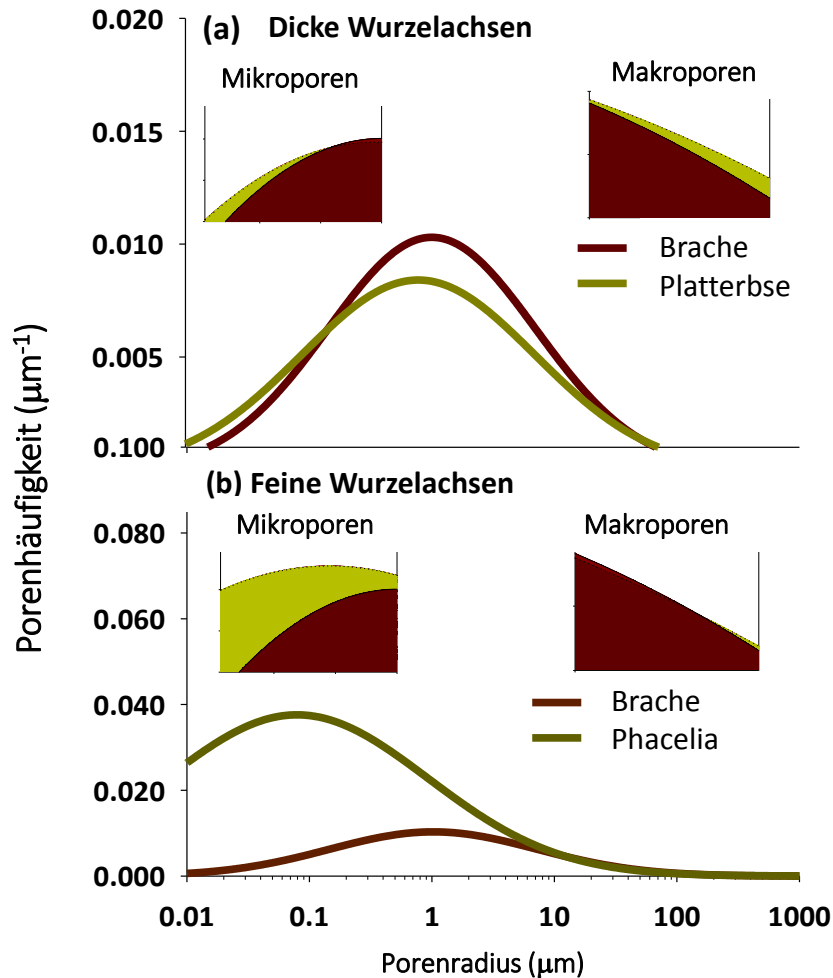 (a) Dicke Wurzelachsen
Mikroporen
Makroporen
Brache
Platterbse
0.020
0.015
0.010
0.005
0.100
Porenhäufigkeit (µm⁻¹)
(b) Feine Wurzelachsen
Mikroporen
Makroporen
Brache
Phacelia
0.080
0.060
0.040
0.020
0.000
0.01 0.1 1 10 100 1000
Porenradius (µm)